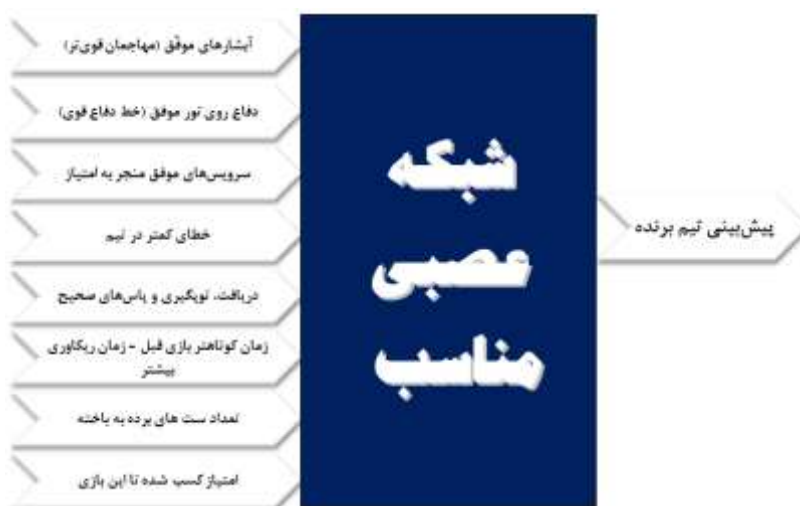 آبشارهای موفّق (مهاجمان قوی‌تر)
دفاع روی تور موفق (خط دفاع قوی)
سرویس‌های موفق منجر به امتیاز
خطای کمتر در تیم
دریافت، توپگیری و پاس‌های صحیح
زمان کوتاهتر بازی قبل - زمان ریکاوری
بیشتر
تعداد ست های برده به باخته
امتیاز کسب شده تا این بازی
شبکه
عصبی
مناسب
پیش‌بینی تیم برنده